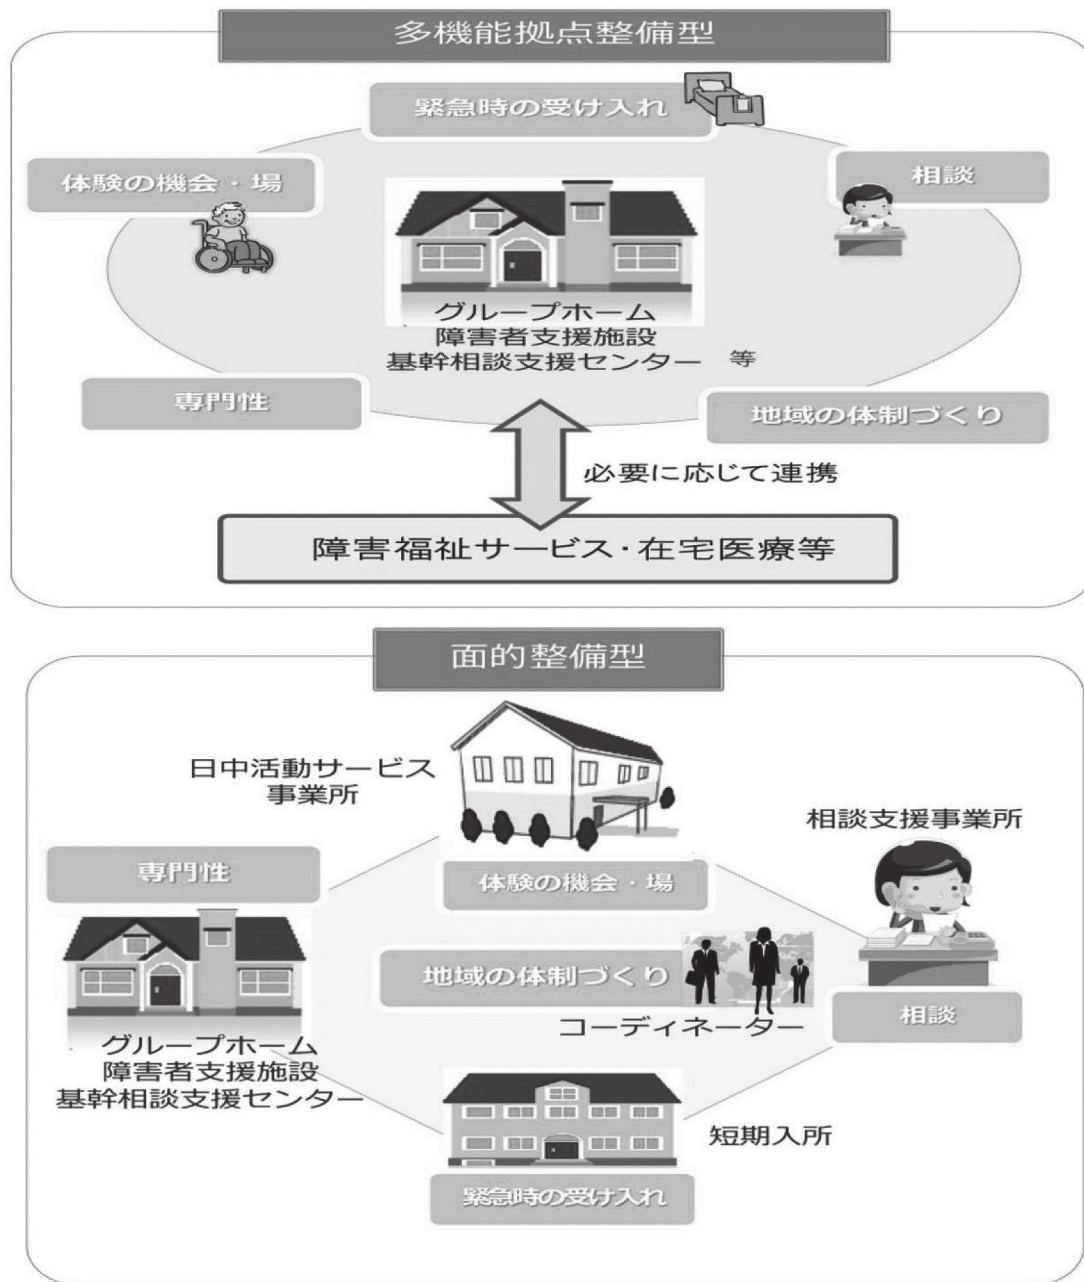 多機能拠点整備型
緊急時の受け入れ
体験の機会・場
相談
グループホーム
障害者支援施設
基幹相談支援センター 等
専門性
地域の体制づくり
必要に応じて連携
障害福祉サービス・在宅医療等
面的整備型
日中活動サービス
事業所
相談支援事業所
専門性
体験の機会・場
地域の体制づくり
コーディネーター
相談
グループホーム
障害者支援施設
基幹相談支援センター
短期入所
緊急時の受け入れ